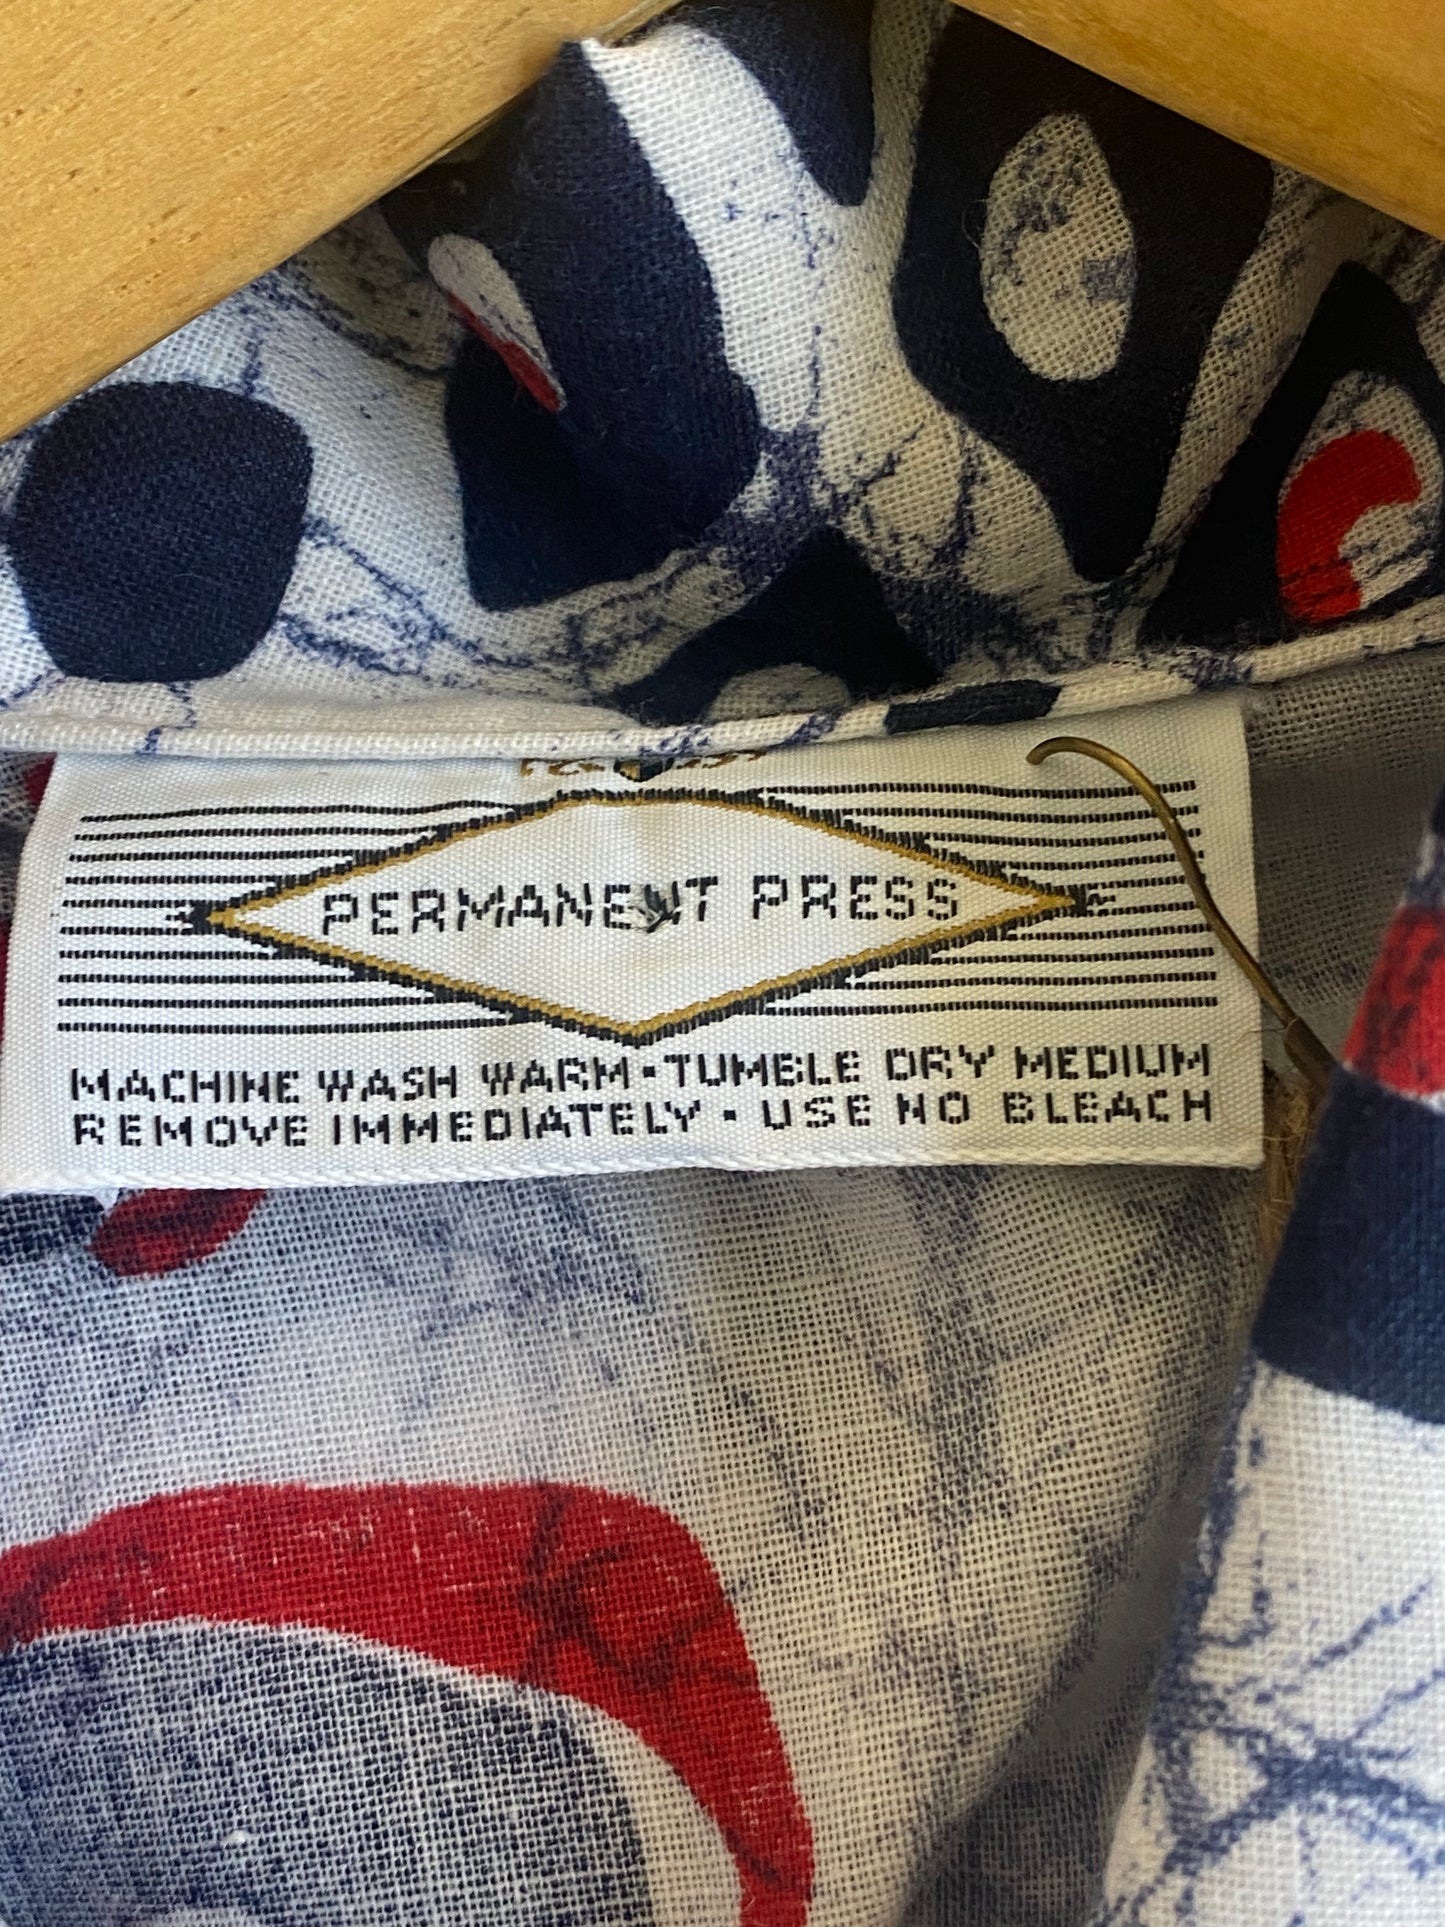 PERMANENT PRESS
MACHINE WASH WARM • TUMBLE DRY MEDIUM
REMOVE IMMEDIATELY • USE NO BLEACH